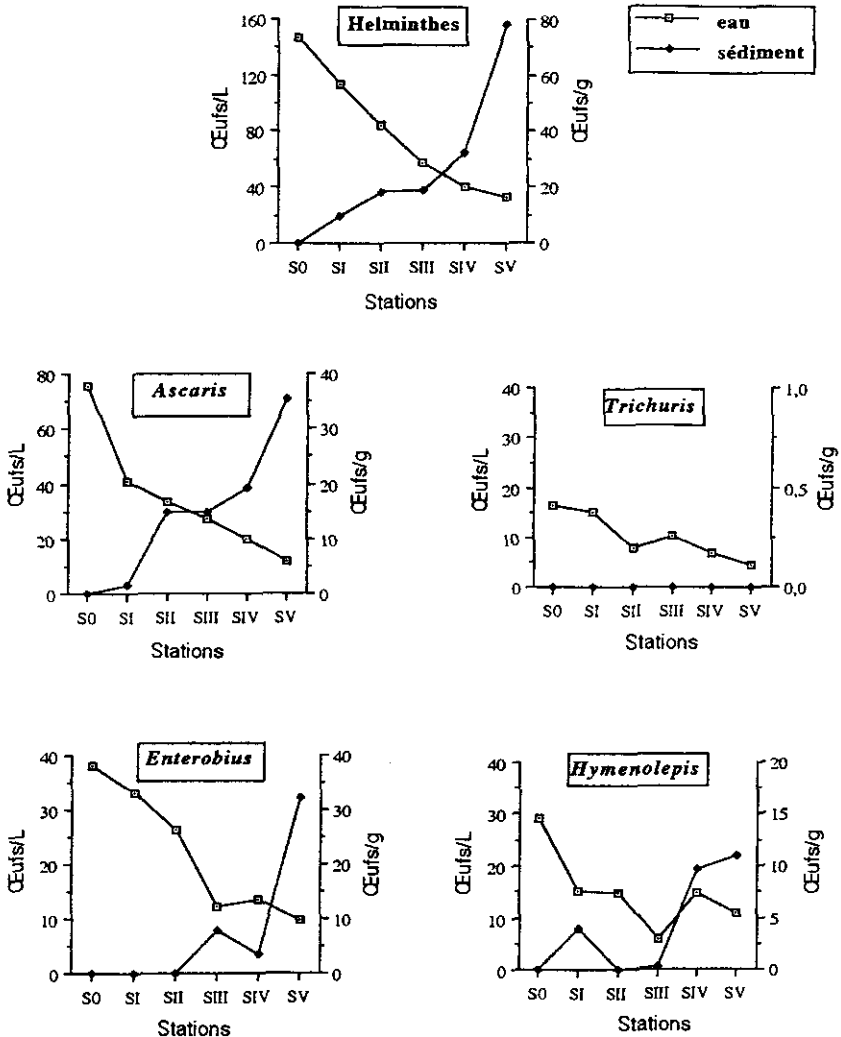 Helminthes
eau
sédiment
160
120
80
40
0
Œufs/L
80
60
40
20
0
Œufs/g
S0 SI SII SIII SIV SV
Stations
Ascaris
80
60
40
20
0
Œufs/L
40
30
20
10
0
Œufs/g
S0 SI SII SIII SIV SV
Stations
Trichuris
40
30
20
10
0
Œufs/L
1,0
0,5
0,0
Œufs/g
S0 SI SII SIII SIV SV
Stations
Enterobius
40
30
20
10
0
Œufs/L
40
30
20
10
0
Œufs/g
S0 SI SII SIII SIV SV
Stations
Hymenolepis
40
30
20
10
0
Œufs/L
20
15
10
5
0
Œufs/g
S0 SI SII SIII SIV SV
Stations